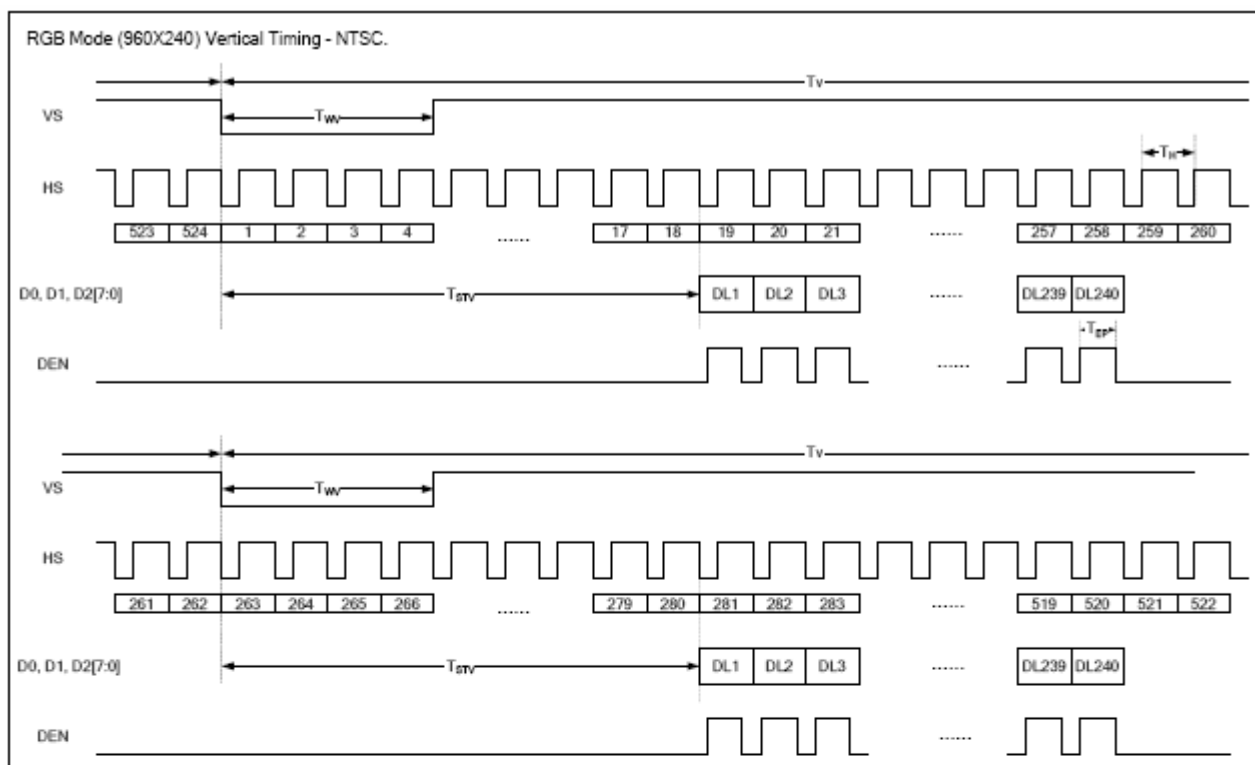 RGB Mode (960X240) Vertical Timing - NTSC.
Tv
VS
TWV
TH
HS
523 524 1 2 3 4 ...... 17 18 19 20 21 ...... 257 258 259 260
D0, D1, D2[7:0]
TSTV
DL1 DL2 DL3 ...... DL239 DL240
TEP
DEN
......
Tv
VS
TWV
HS
261 262 263 264 265 266 ...... 279 280 281 282 283 ...... 519 520 521 522
D0, D1, D2[7:0]
TSTV
DL1 DL2 DL3 ...... DL239 DL240
DEN
......